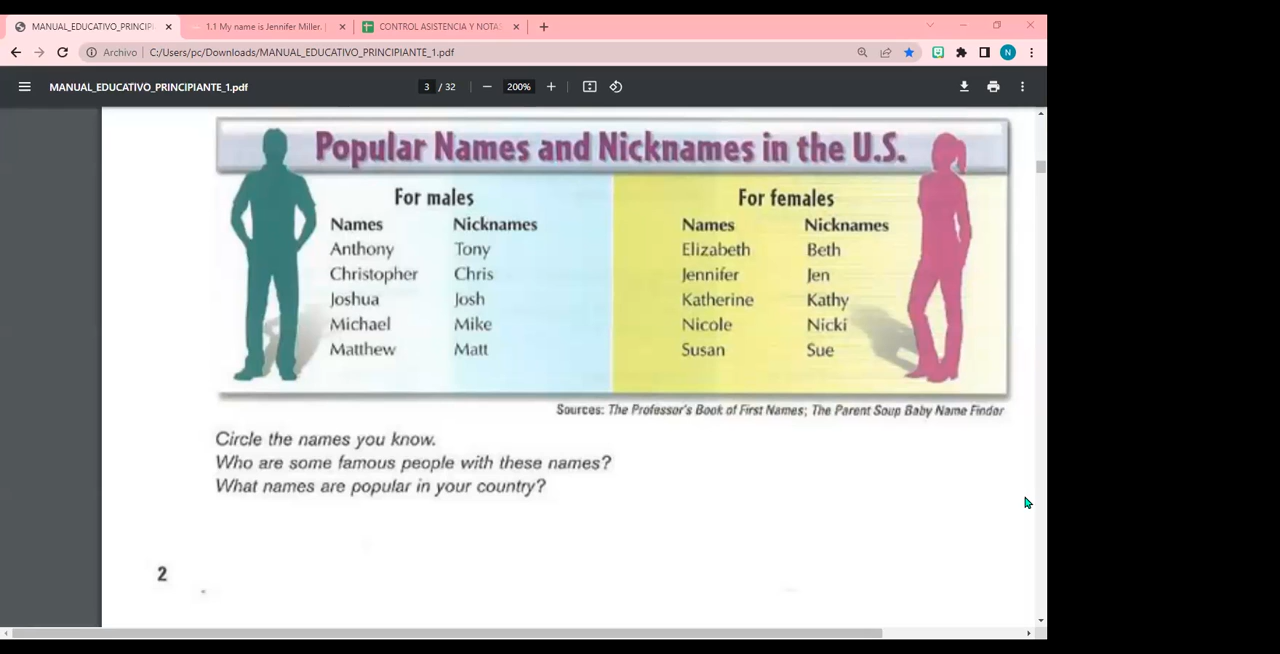 MANUAL_EDUCATIVO_PRINCIPI
1.1 My name is Jennifer Miller. |
CONTROL ASISTENCIA Y NOTA
Archivo | C:/Users/pc/Downloads/MANUAL_EDUCATIVO_PRINCIPIANTE_1.pdf
N
MANUAL_EDUCATIVO_PRINCIPIANTE_1.pdf
3 / 32
200%
Popular Names and Nicknames in the U.S.
For males
Names Nicknames
Anthony Tony
Christopher Chris
Joshua Josh
Michael Mike
Matthew Matt
For females
Names Nicknames
Elizabeth Beth
Jennifer Jen
Katherine Kathy
Nicole Nicki
Susan Sue
Sources: The Professor's Book of First Names; The Parent Soup Baby Name Finder
Circle the names you know.
Who are some famous people with these names?
What names are popular in your country?
2